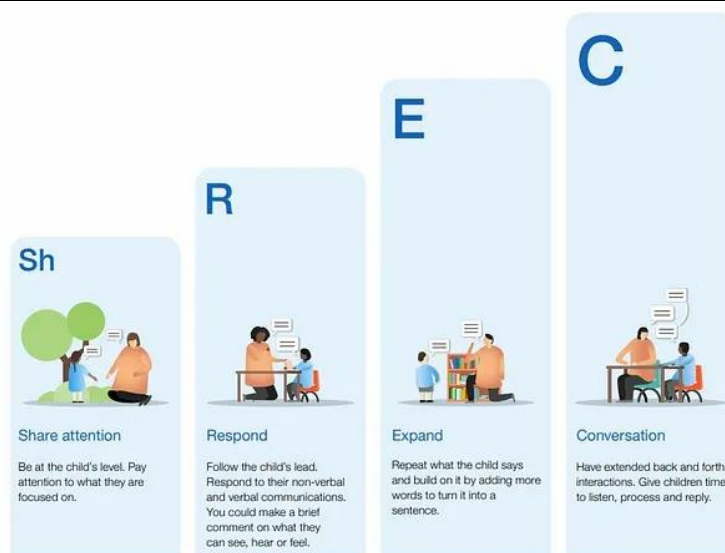 Sh
Share attention
Be at the child's level. Pay
attention to what they are
focused on.
R
Respond
Follow the child's lead.
Respond to their non-verbal
and verbal communications.
You could make a brief
comment on what they
can see, hear or feel.
E
Expand
Repeat what the child says
and build on it by adding more
words to turn it into a
sentence.
C
Conversation
Have extended back and forth
interactions. Give children time
to listen, process and reply.